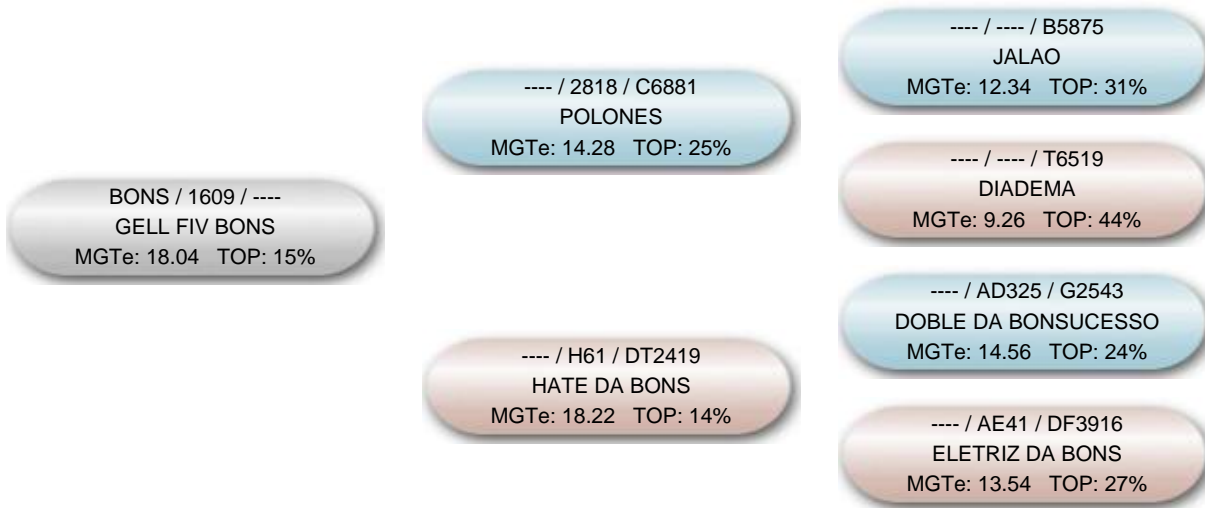 BONS / 1609 / ----
GELL FIV BONS
MGTe: 18.04 TOP: 15%
---- / 2818 / C6881
POLONES
MGTe: 14.28 TOP: 25%
---- / H61 / DT2419
HATE DA BONS
MGTe: 18.22 TOP: 14%
---- / ---- / B5875
JALAO
MGTe: 12.34 TOP: 31%
---- / ---- / T6519
DIADEMA
MGTe: 9.26 TOP: 44%
---- / AD325 / G2543
DOBLE DA BONSUCESSO
MGTe: 14.56 TOP: 24%
---- / AE41 / DF3916
ELETRIZ DA BONS
MGTe: 13.54 TOP: 27%